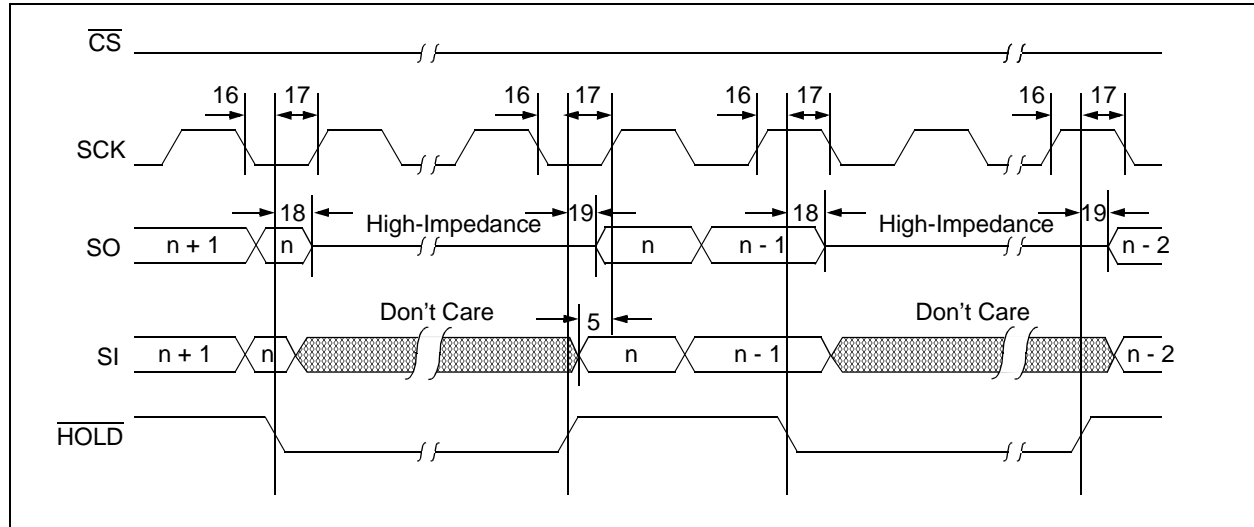 CS
16 17 16 17 16 17 16 17
SCK
18 High-Impedance 19 18 High-Impedance 19
SO n + 1 n n n - 1 n - 2
Don't Care 5 Don't Care
SI n + 1 n n n - 1 n - 2
HOLD